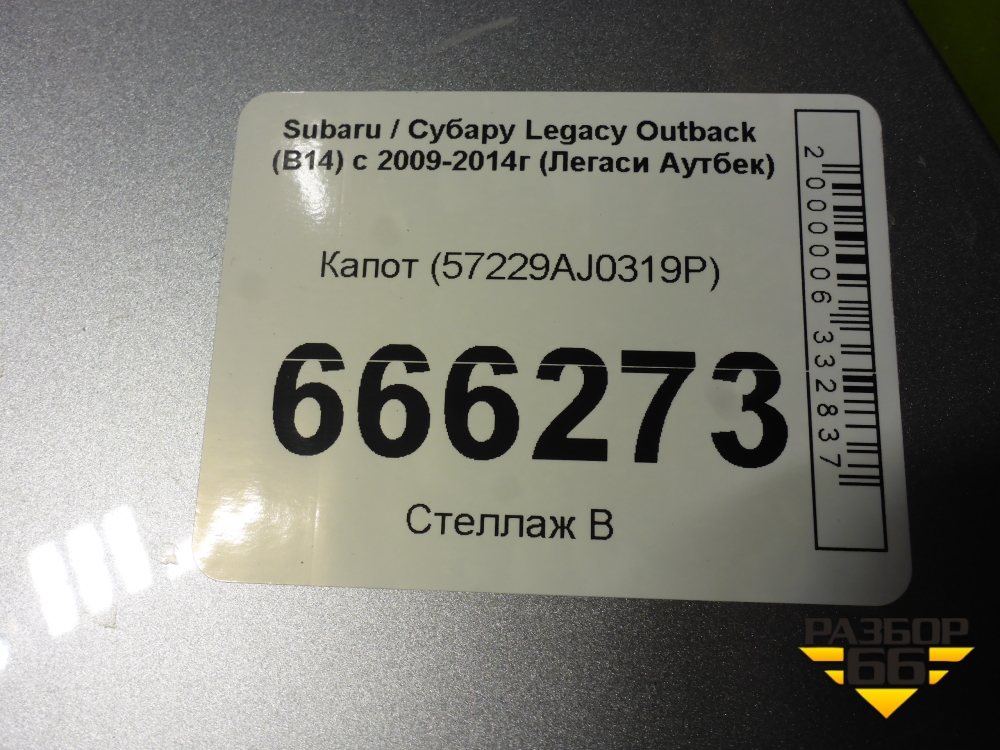 Subaru / Субару Legacy Outback
(B14) с 2009-2014г (Легаси Аутбек)
Капот (57229AJ0319P)
666273
Стеллаж В
2000006332837
РАЗБОР
66